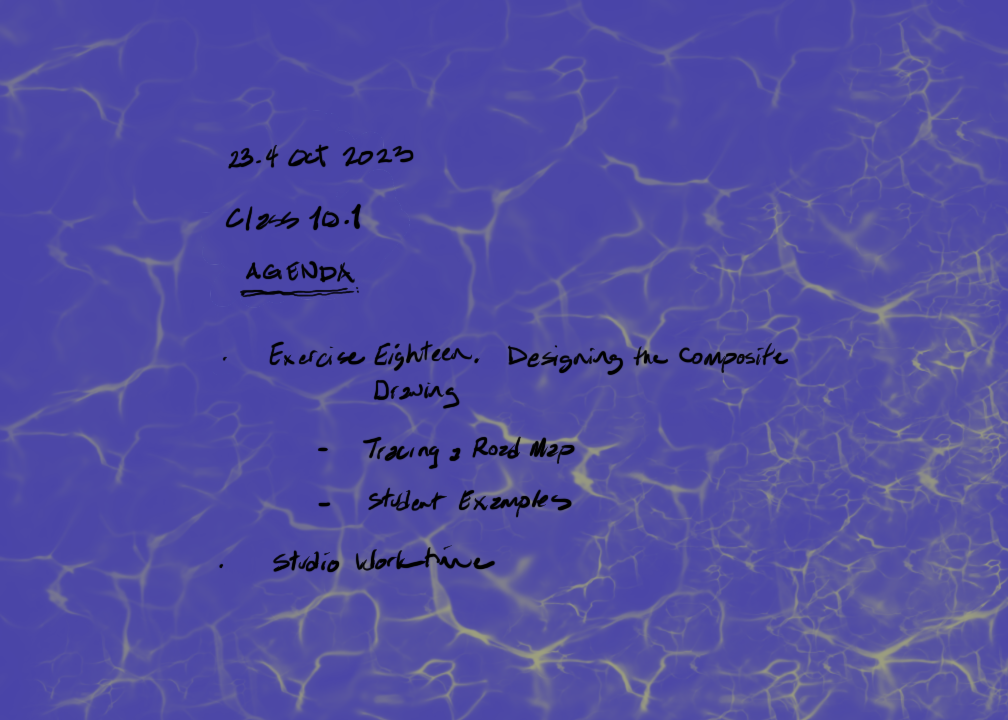 23.4 Oct 2023
Class 10.1
AGENDA
· Exercise Eighteen. Designing the Composite
Drawing
- Tracing a Road Map
- Student Examples
· Studio Worktime